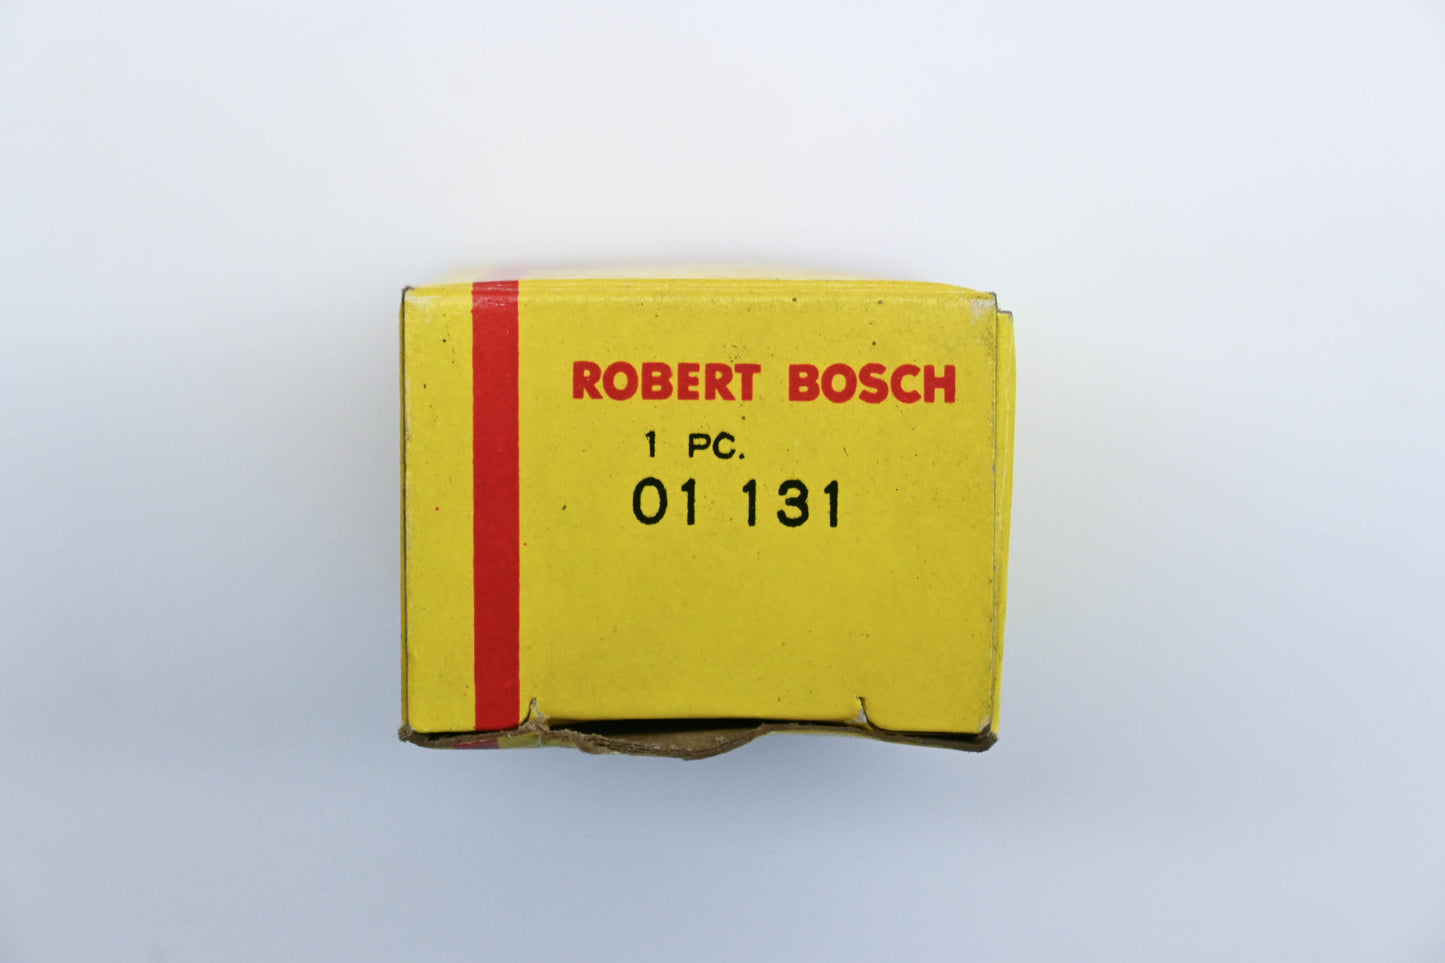 ROBERT BOSCH
1 PC.
01 131